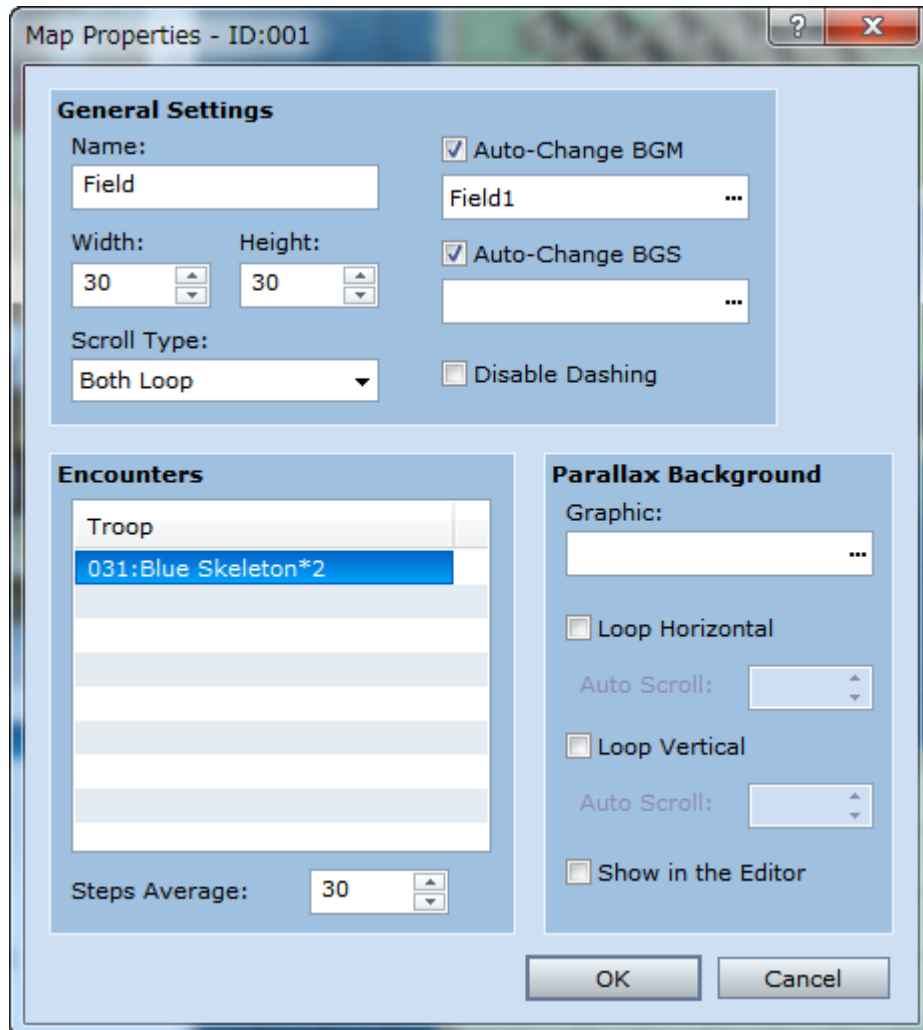 Map Properties - ID:001
General Settings
Name:
Field
Width:
30
Height:
30
Scroll Type:
Both Loop
Auto-Change BGM
Field1
Auto-Change BGS
Disable Dashing
Encounters
Troop
031:Blue Skeleton*2
Steps Average:
30
Parallax Background
Graphic:
Loop Horizontal
Auto Scroll:
Loop Vertical
Auto Scroll:
Show in the Editor
OK
Cancel